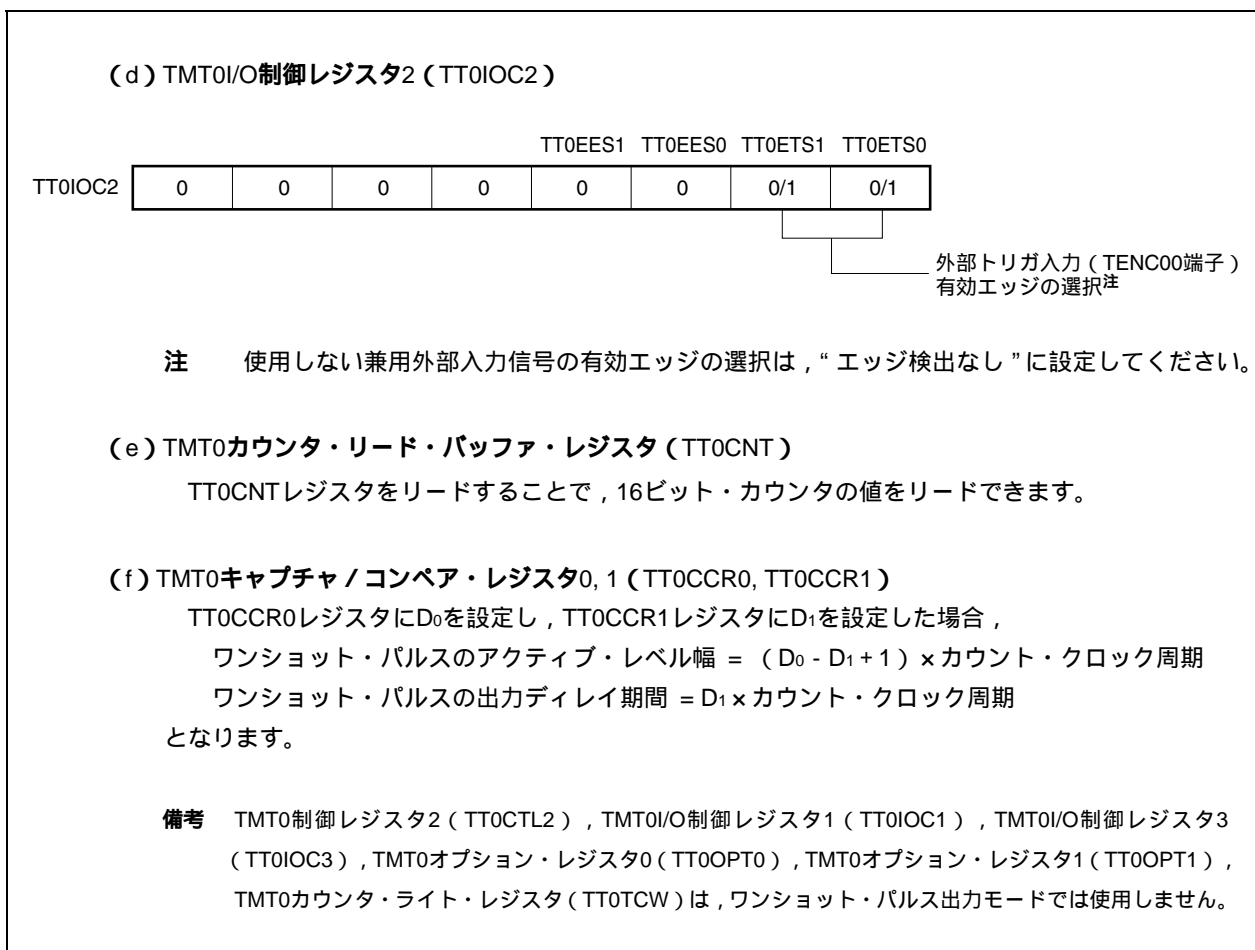 （d）TMT0I/O制御レジスタ2（TT0IOC2）
TT0EES1 TT0EES0 TT0ETS1 TT0ETS0
TT0IOC2 0 0 0 0 0 0 0/1 0/1
外部トリガ入力（TENC00端子）
有効エッジの選択注
注 使用しない兼用外部入力信号の有効エッジの選択は，“エッジ検出なし”に設定してください。
（e）TMT0カウンタ・リード・バッファ・レジスタ（TT0CNT）
TT0CNTレジスタをリードすることで，16ビット・カウンタの値をリードできます。
（f）TMT0キャプチャ／コンペア・レジスタ0, 1（TT0CCR0, TT0CCR1）
TT0CCR0レジスタにD0を設定し，TT0CCR1レジスタにD1を設定した場合，
ワンショット・パルスのアクティブ・レベル幅 ＝ （D0 - D1 + 1）×カウント・クロック周期
ワンショット・パルスの出力ディレイ期間 ＝D1×カウント・クロック周期
となります。
備考 TMT0制御レジスタ2（TT0CTL2），TMT0I/O制御レジスタ1（TT0IOC1），TMT0I/O制御レジスタ3
（TT0IOC3），TMT0オプション・レジスタ0（TT0OPT0），TMT0オプション・レジスタ1（TT0OPT1），
TMT0カウンタ・ライト・レジスタ（TT0TCW）は，ワンショット・パルス出力モードでは使用しません。